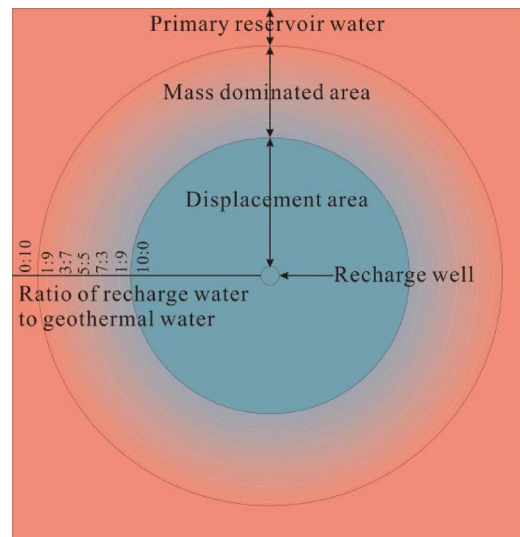 Primary reservoir water
Mass dominated area
Displacement area
0:10
1:9
3:7
5:5
7:3
1:9
10:0
Recharge well
Ratio of recharge water
to geothermal water